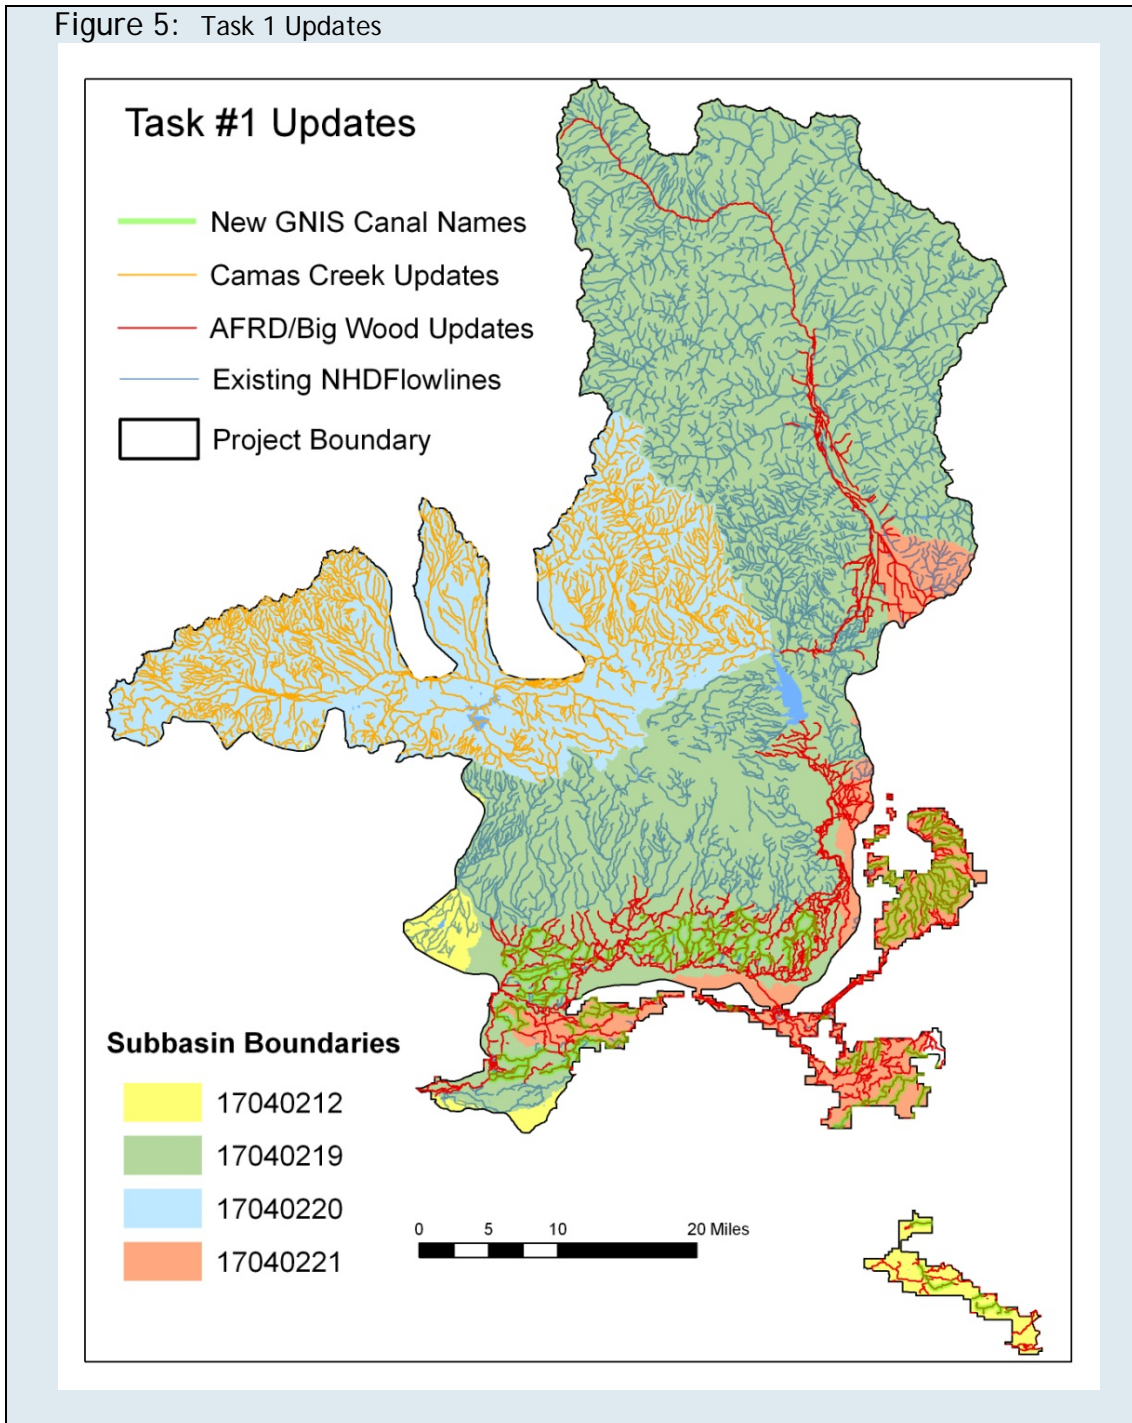 Figure 5: Task 1 Updates
Task #1 Updates
New GNIS Canal Names
Camas Creek Updates
AFRD/Big Wood Updates
Existing NHDFlowlines
Project Boundary
Subbasin Boundaries
17040212
17040219
17040220
17040221
0 5 10 20 Miles